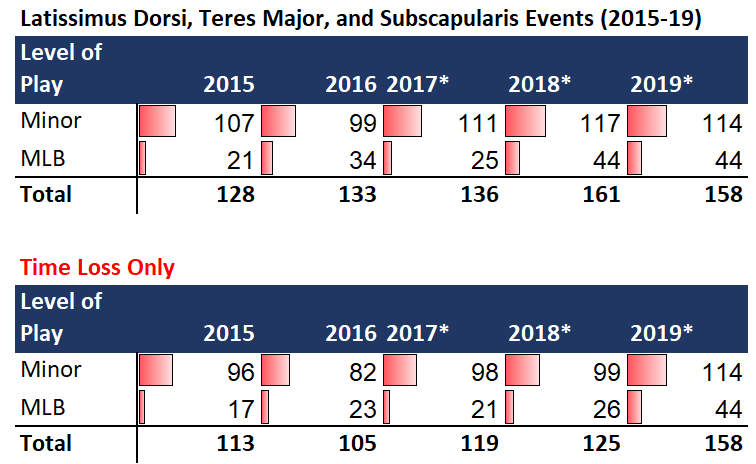 Latissimus Dorsi, Teres Major, and Subscapularis Events (2015-19)
Level of
Play 2015 2016 2017* 2018* 2019*
Minor 107 99 111 117 114
MLB 21 34 25 44 44
Total 128 133 136 161 158
Time Loss Only
Level of
Play 2015 2016 2017* 2018* 2019*
Minor 96 82 98 99 114
MLB 17 23 21 26 44
Total 113 105 119 125 158